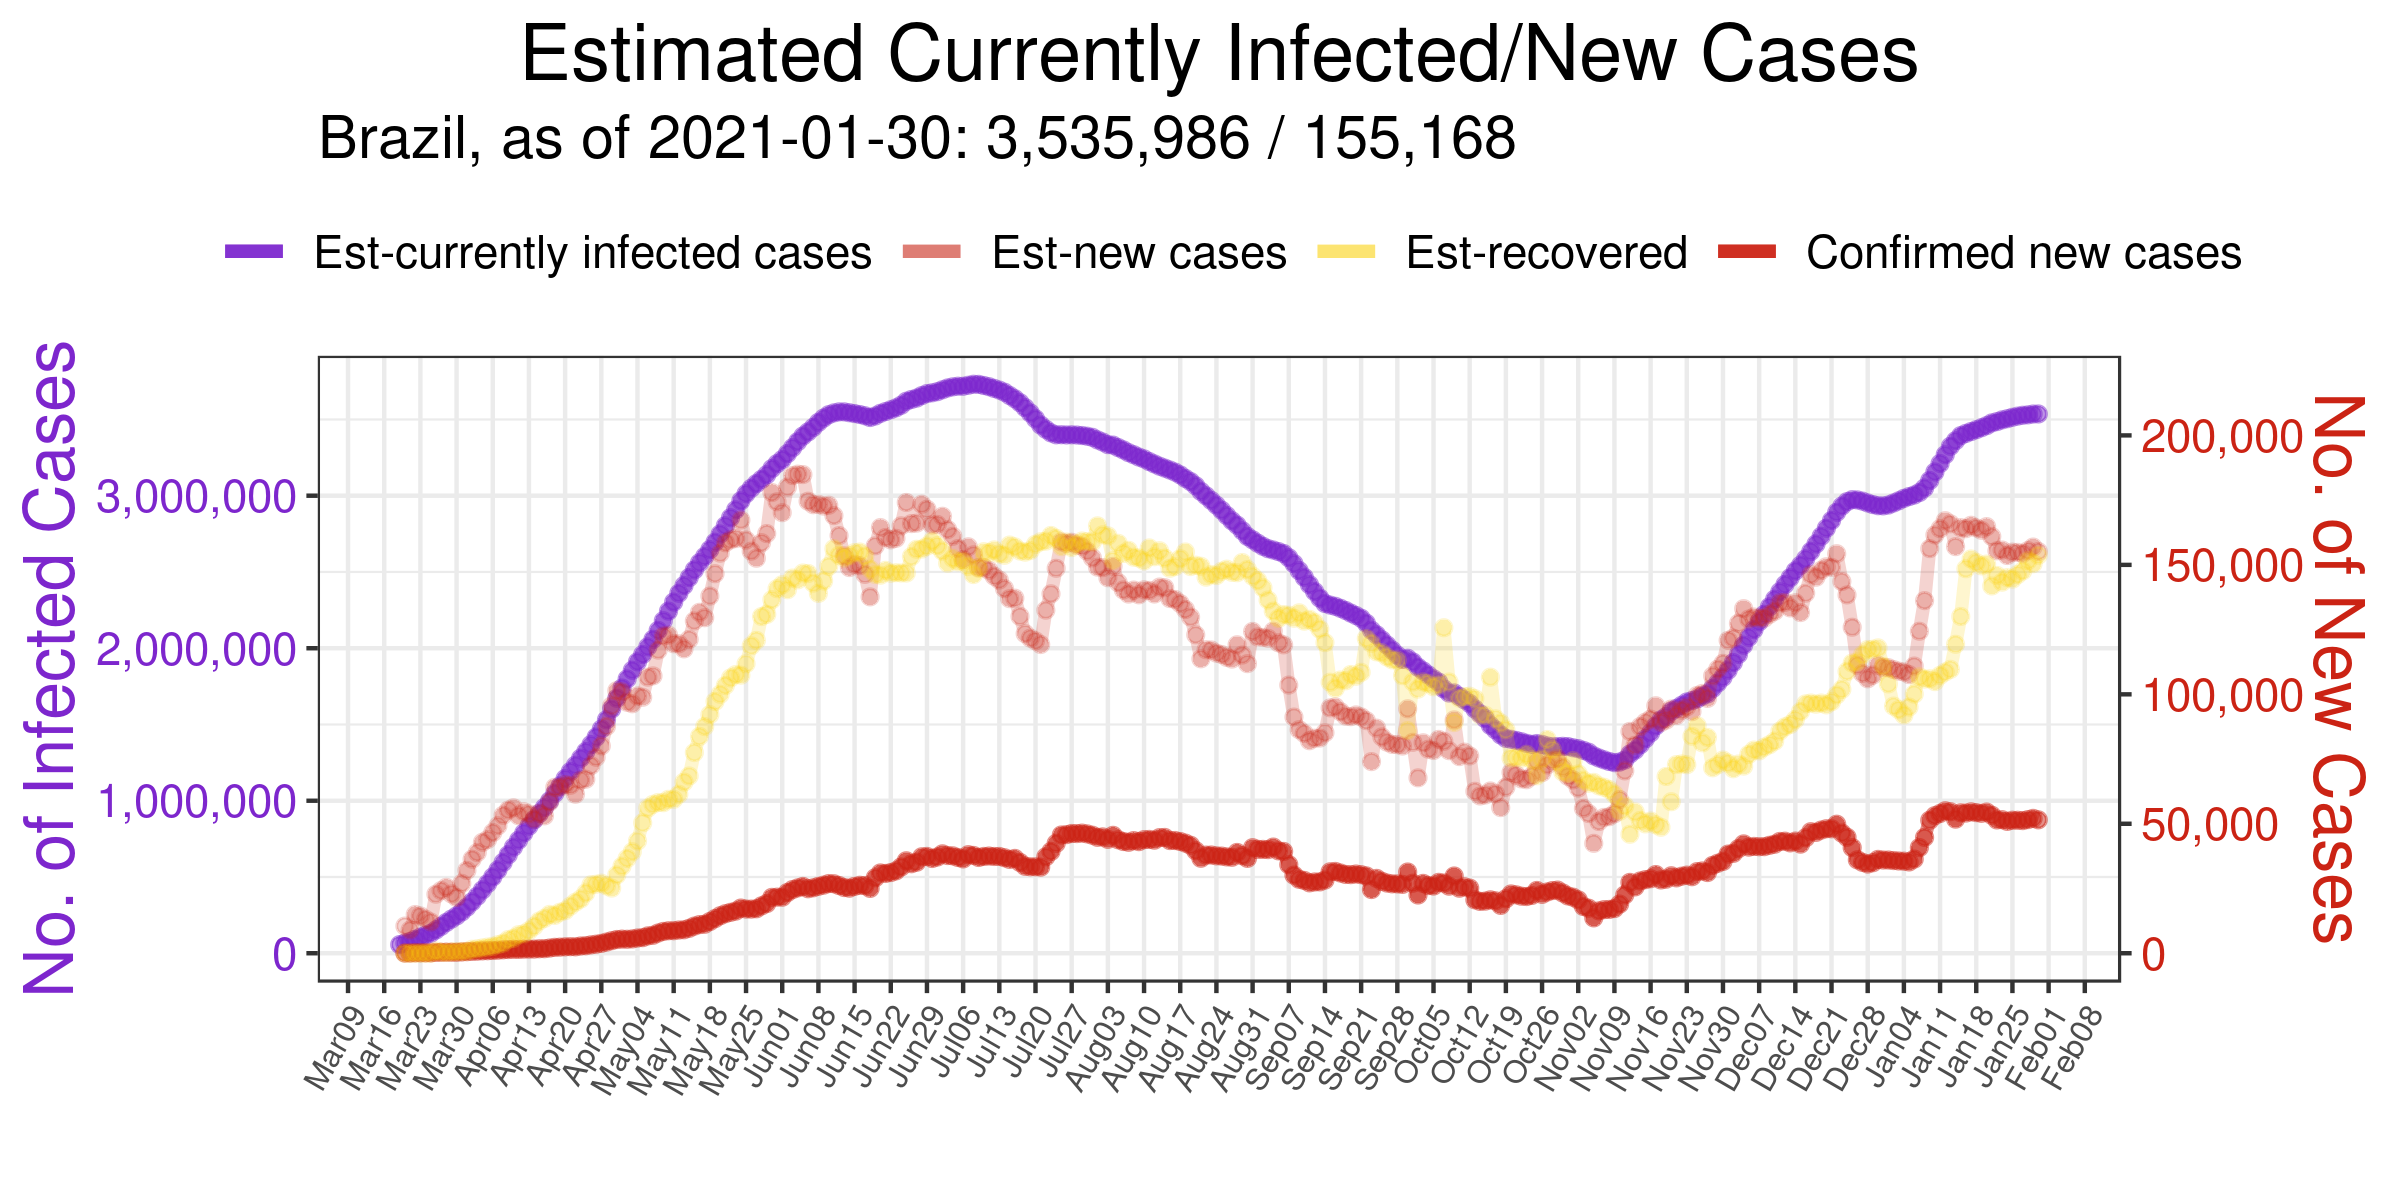 Estimated Currently Infected/New Cases
Brazil, as of 2021-01-30: 3,535,986 / 155,168
Est-currently infected cases Est-new cases Est-recovered Confirmed new cases
No. of Infected Cases
3,000,000
2,000,000
1,000,000
0
200,000
150,000
100,000
50,000
0
No. of New Cases
Mar09 Mar16 Mar23 Mar30 Apr06 Apr13 Apr20 Apr27 May04 May11 May18 May25 Jun01 Jun08 Jun15 Jun22 Jun29 Jul06 Jul13 Jul20 Jul27 Aug03 Aug10 Aug17 Aug24 Aug31 Sep07 Sep14 Sep21 Sep28 Oct05 Oct12 Oct19 Oct26 Nov02 Nov09 Nov16 Nov23 Nov30 Dec07 Dec14 Dec21 Dec28 Jan04 Jan11 Jan18 Jan25 Feb01 Feb08